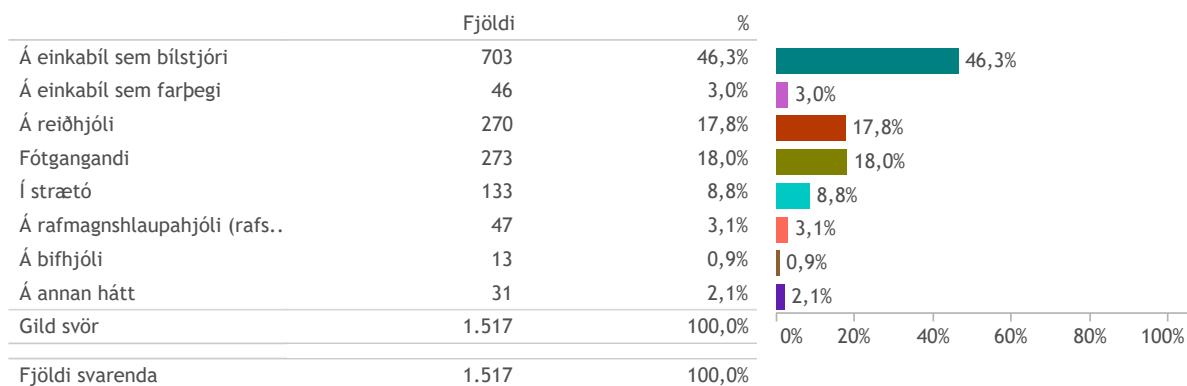 Fjöldi %
Á einkabíl sem bílstjóri 703 46,3% 46,3%
Á einkabíl sem farþegi 46 3,0% 3,0%
Á reiðhjóli 270 17,8% 17,8%
Fótgangandi 273 18,0% 18,0%
Í strætó 133 8,8% 8,8%
Á rafmagnshlaupahjóli (rafs.. 47 3,1% 3,1%
Á bifhjóli 13 0,9% 0,9%
Á annan hátt 31 2,1% 2,1%
Gild svör 1.517 100,0%
0% 20% 40% 60% 80% 100%
Fjöldi svarenda 1.517 100,0%